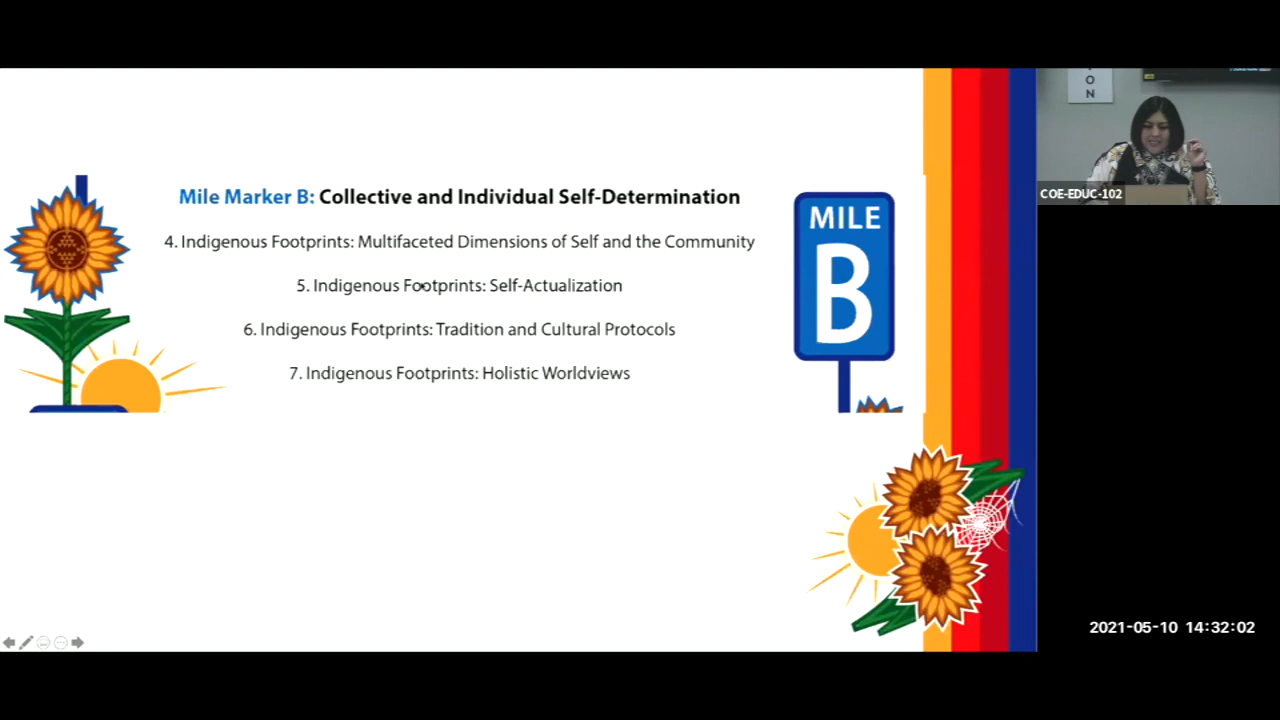 Mile Marker B: Collective and Individual Self-Determination
4. Indigenous Footprints: Multifaceted Dimensions of Self and the Community
5. Indigenous Footprints: Self-Actualization
6. Indigenous Footprints: Tradition and Cultural Protocols
7. Indigenous Footprints: Holistic Worldviews
MILE
B
O
N
COE-EDUC-102
2021-05-10 14:32:02